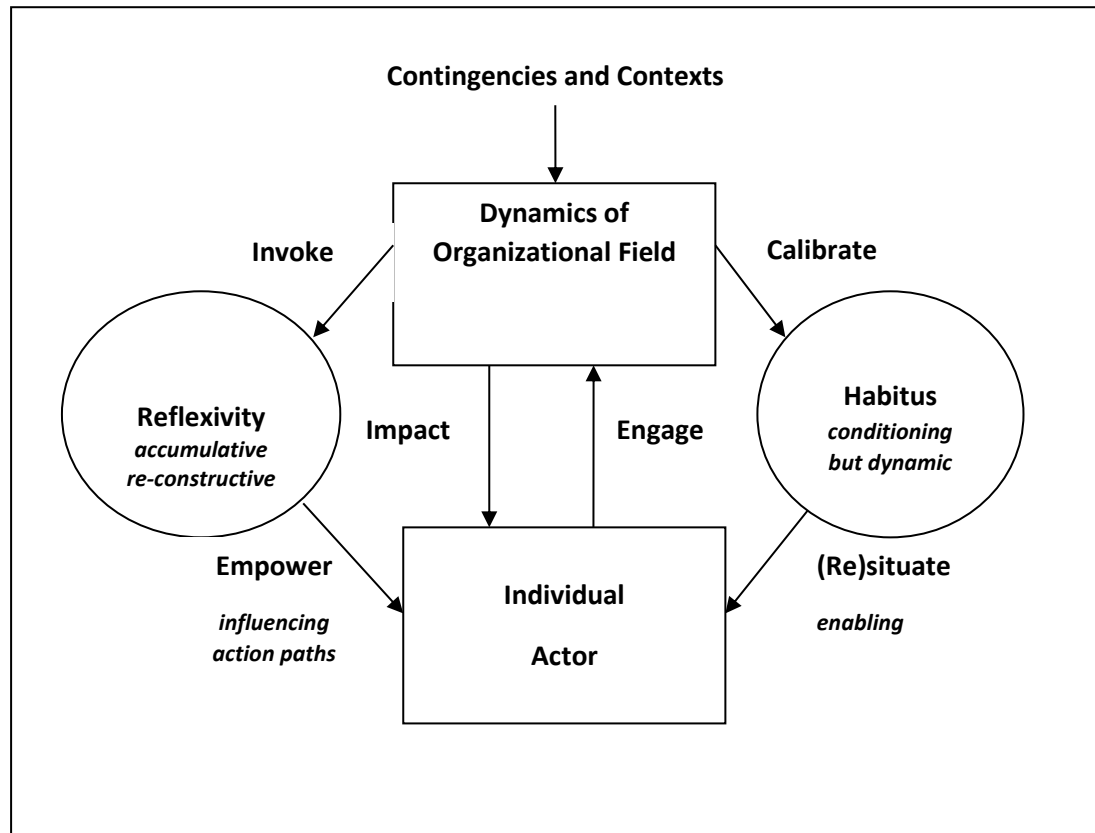 Contingencies and Contexts
Dynamics of
Organizational Field
Invoke
Calibrate
Reflexivity
accumulative
re-constructive
Impact
Engage
Habitus
conditioning
but dynamic
Empower
influencing
action paths
Individual
Actor
(Re)situate
enabling